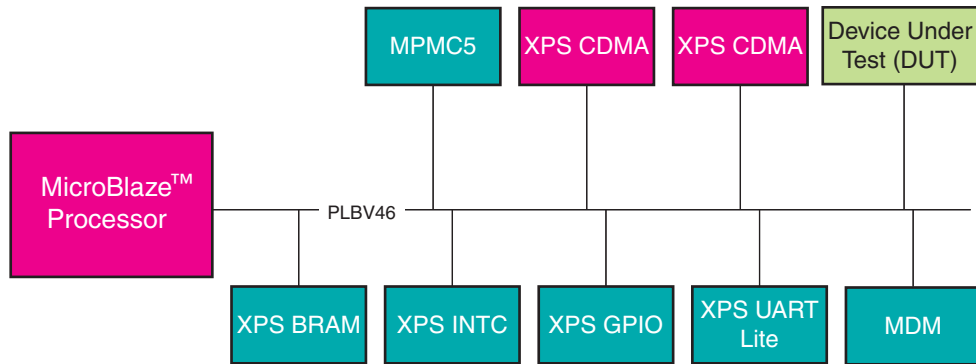 MPMC5
XPS CDMA
XPS CDMA
Device Under
Test (DUT)
MicroBlaze™
Processor
PLBV46
XPS BRAM
XPS INTC
XPS GPIO
XPS UART
Lite
MDM